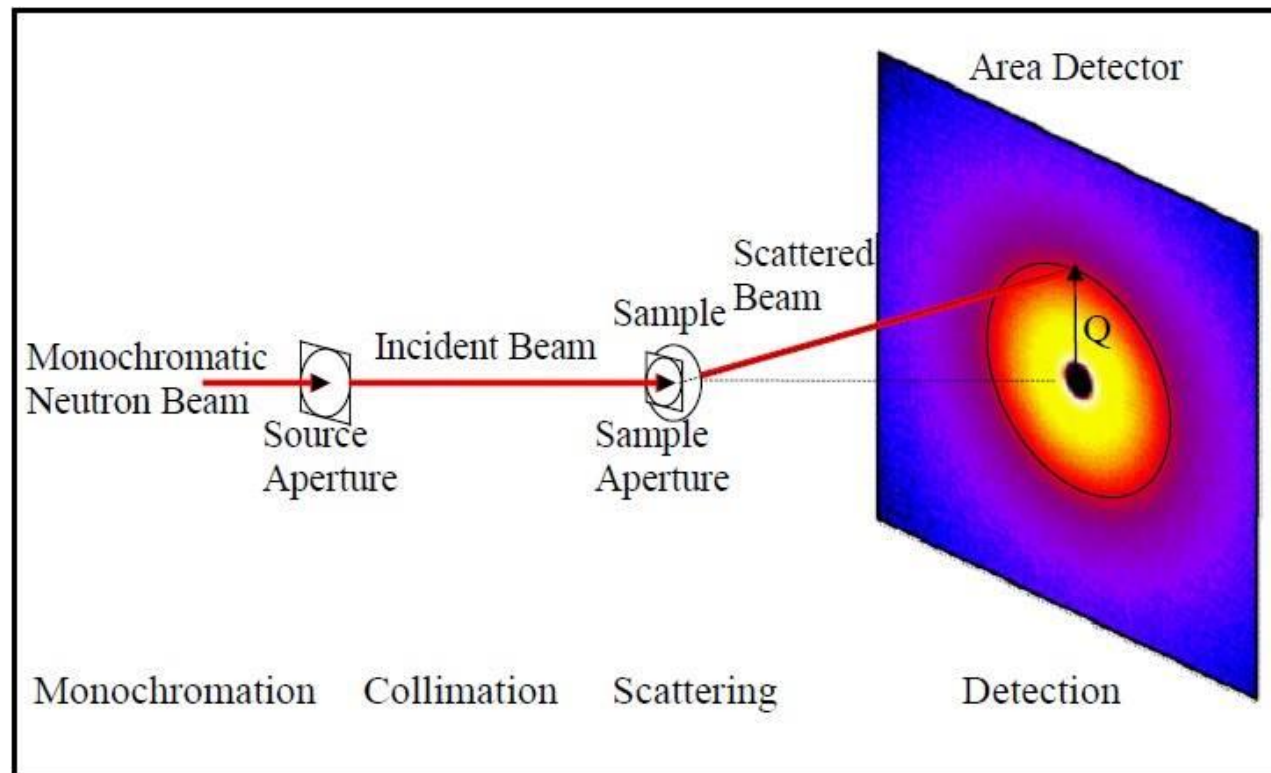 Area Detector
Scattered
Beam
Sample
Q
Monochromatic
Neutron Beam
Incident Beam
Source
Aperture
Sample
Aperture
Monochromation
Collimation
Scattering
Detection